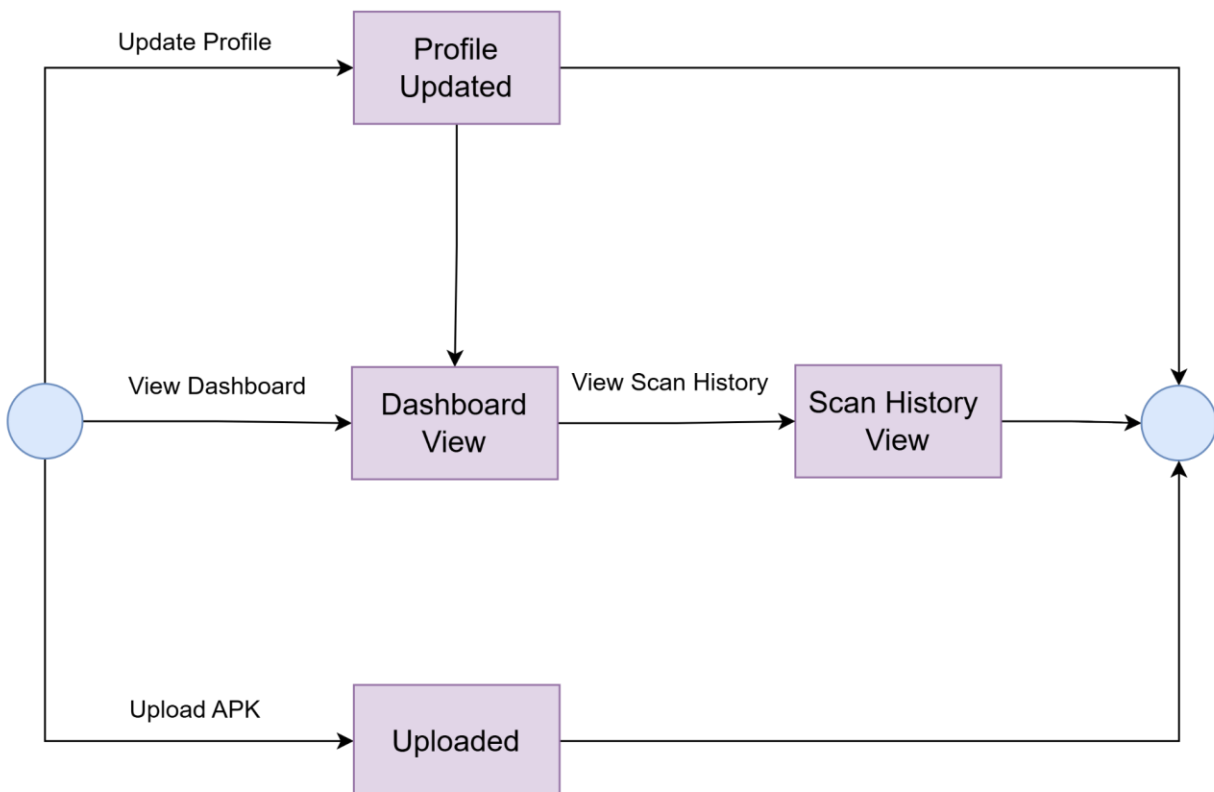 Update Profile
Profile
Updated
View Dashboard
Dashboard
View
View Scan History
Scan History
View
Upload APK
Uploaded